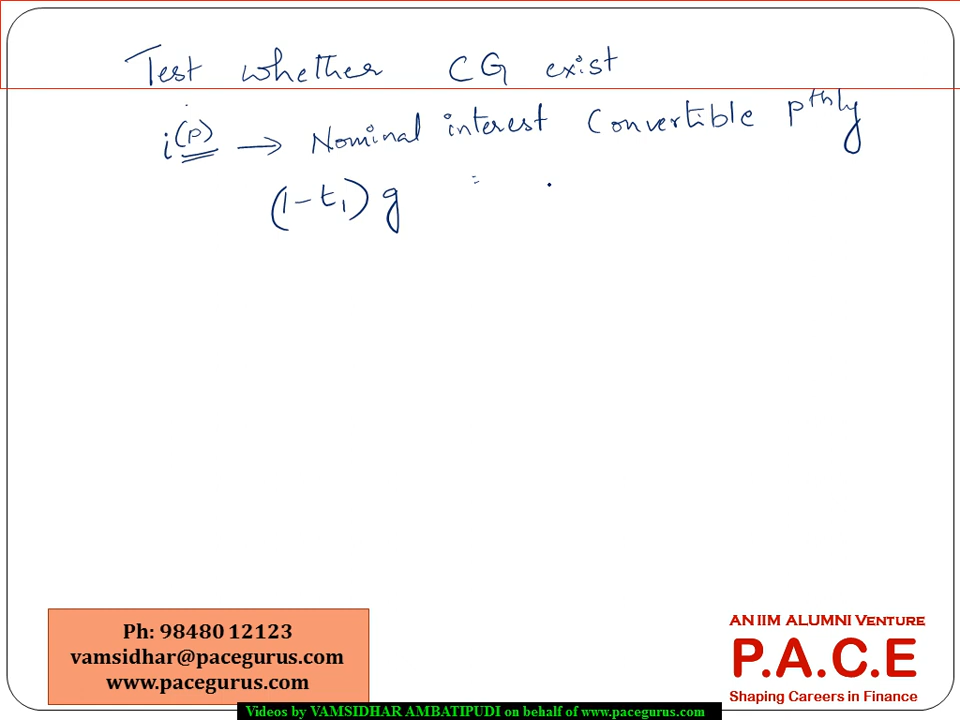 Test whether CG exist
i(p) → Nominal interest Convertible pthly
(1-t₁) g
Ph: 98480 12123
vamsidhar@pacegurus.com
www.pacegurus.com
AN IIM ALUMNI VENTURE
P.A.C.E
Shaping Careers in Finance
Videos by VAMSIDHAR AMBATIPUDI on behalf of www.pacegurus.com